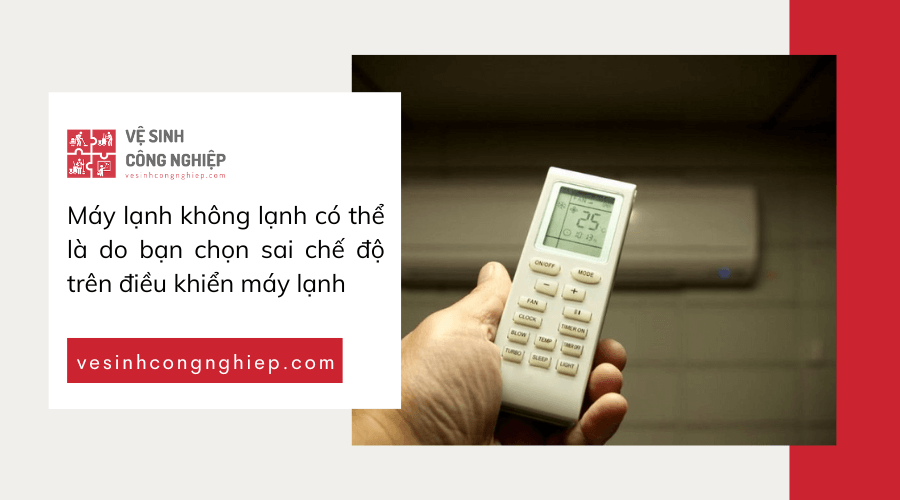 VỆ SINH
CÔNG NGHIỆP
vesinhcongnghiep.com
Máy lạnh không lạnh có thể
là do bạn chọn sai chế độ
trên điều khiển máy lạnh
vesinhcongnghiep.com
25
ON/OFF
MODE
−
+
FAN
CLOCK
TIMER ON
BLOW
TEMP
TIMER OFF
TURBO
SLEEP
LIGHT